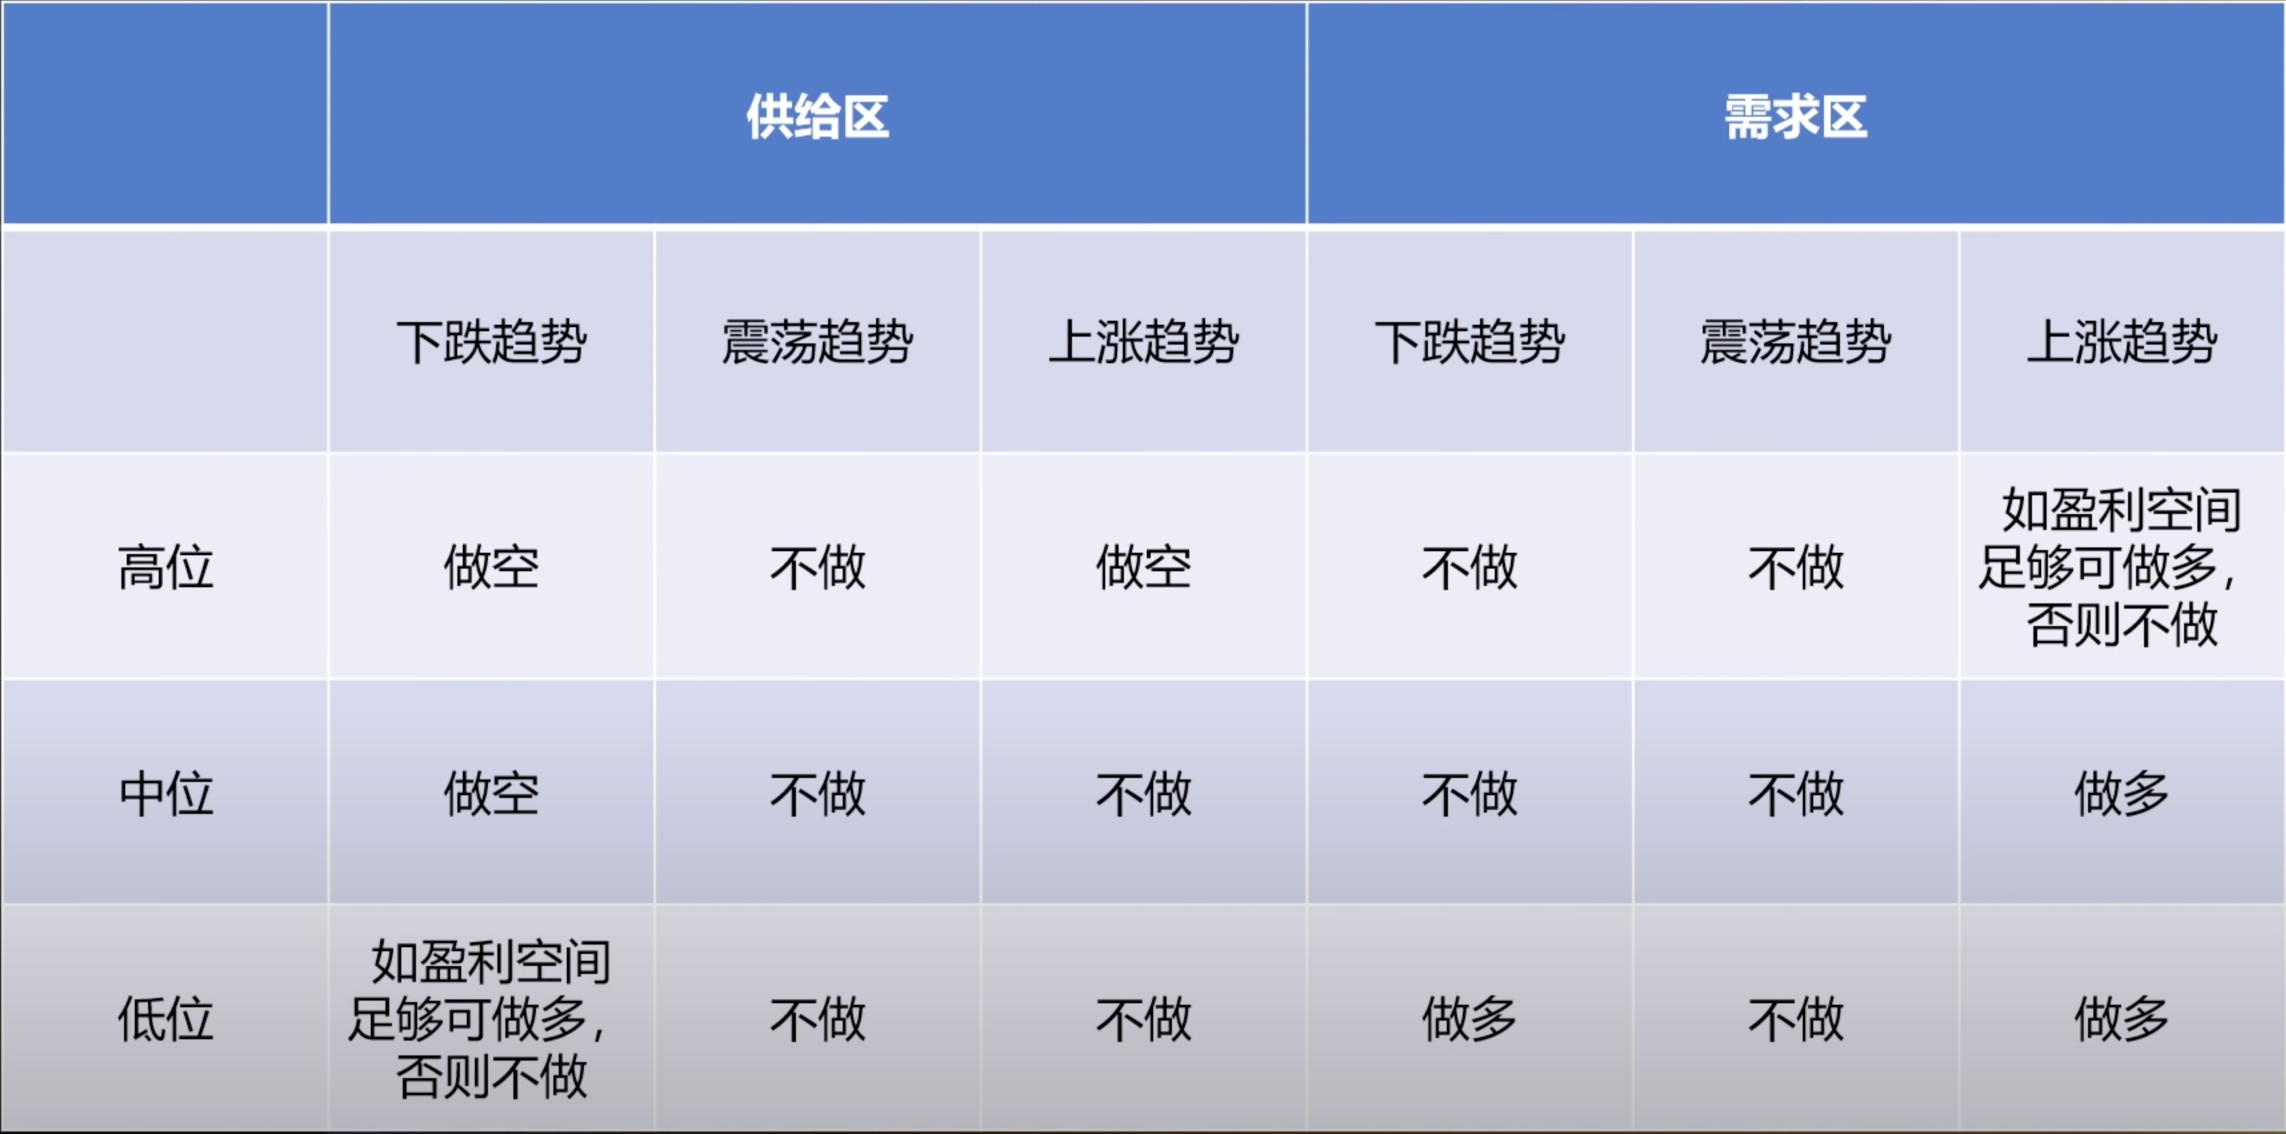 供给区 需求区
下跌趋势 震荡趋势 上涨趋势 下跌趋势 震荡趋势 上涨趋势
高位 做空 不做 做空 不做 不做 如盈利空间
足够可做多，
否则不做
中位 做空 不做 不做 不做 不做 做多
低位 如盈利空间
足够可做多，
否则不做 不做 不做 做多 不做 做多